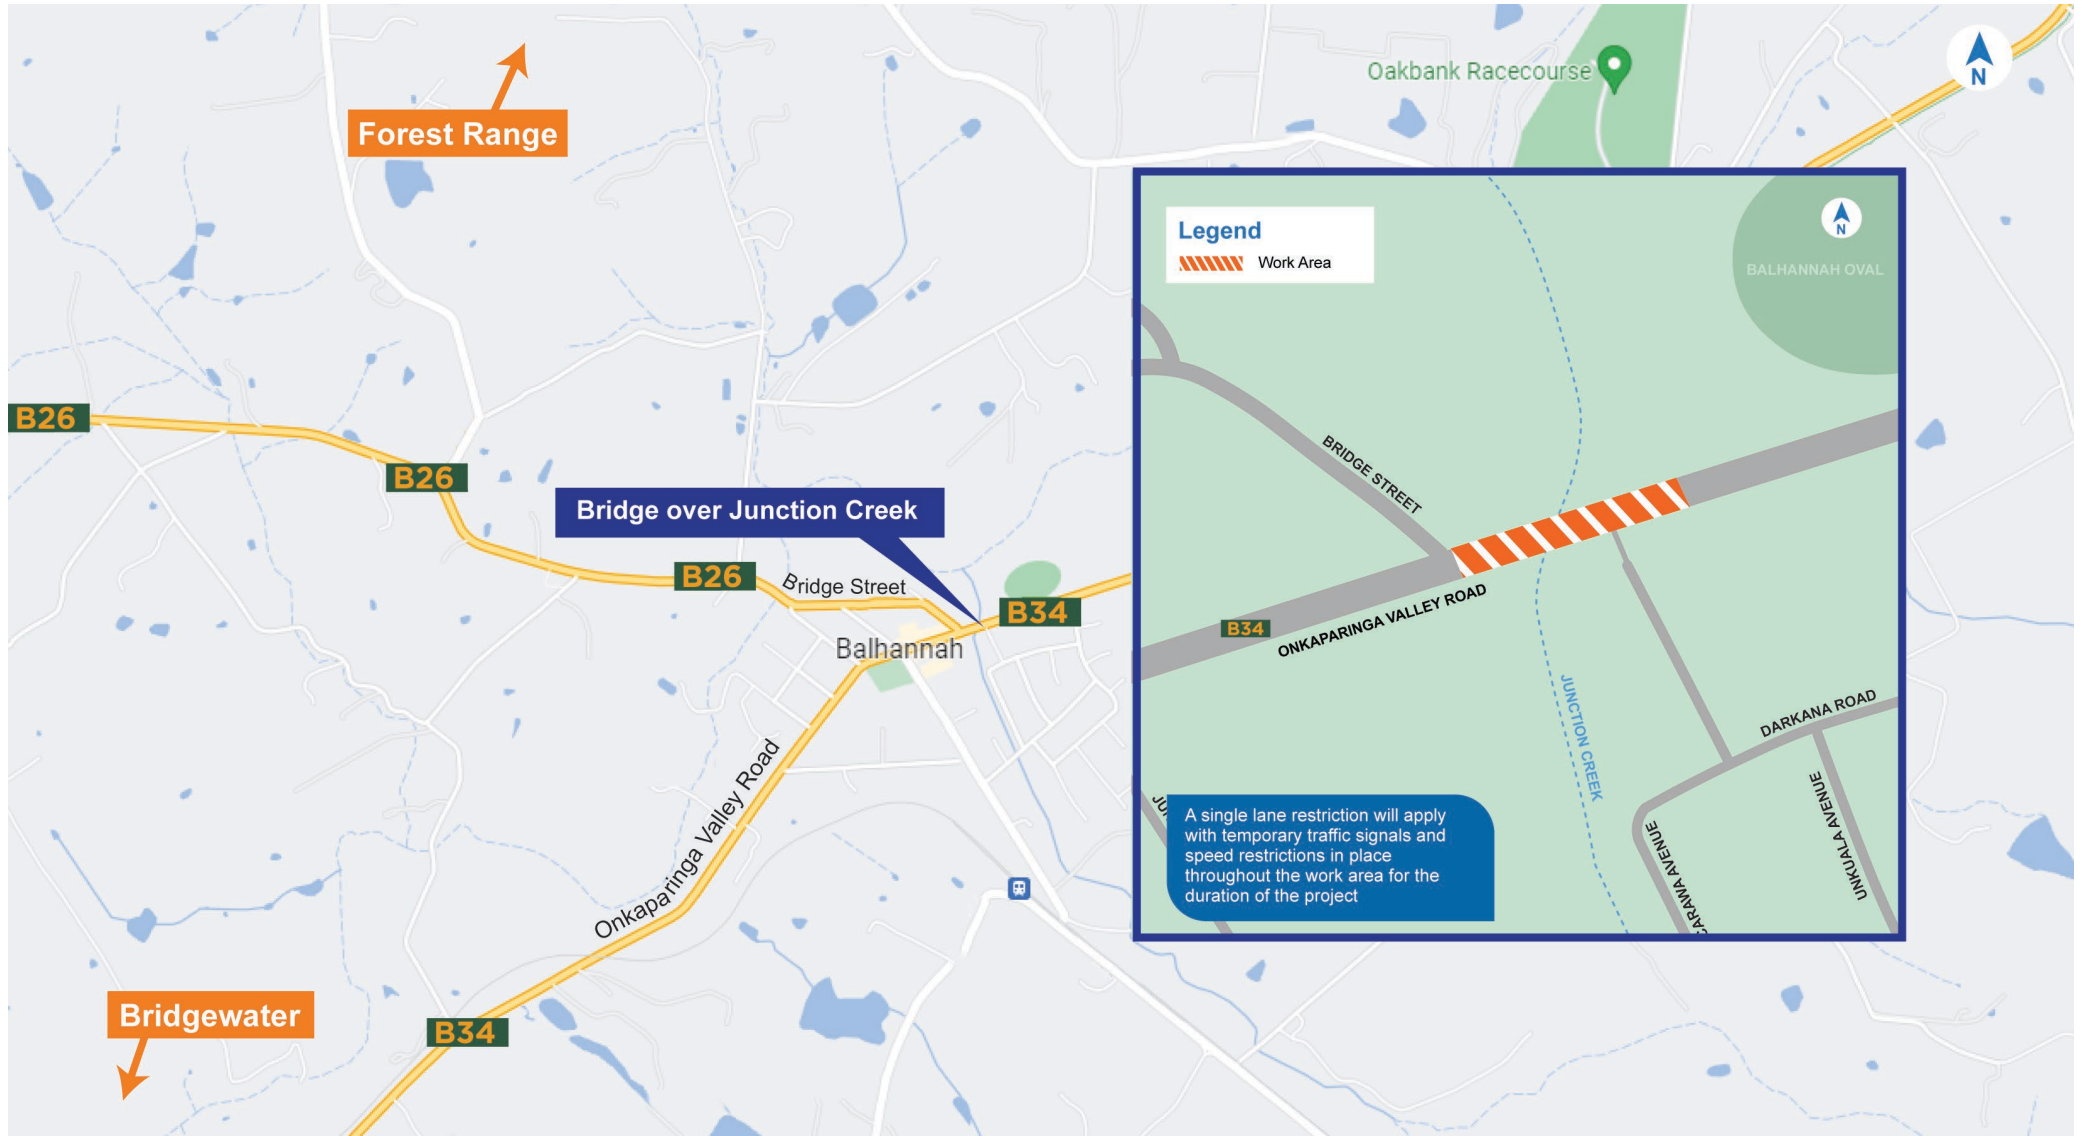 Oakbank Racecourse
N
Forest Range
Legend
Work Area
N
BALHANNAH OVAL
B26
B26
BRIDGE STREET
Bridge over Junction Creek
B26
Bridge Street
B34
B34
ONKAPARINGA VALLEY ROAD
Balhannah
JUNCTION CREEK
DARKANA ROAD
UNKUALA AVENUE
Onkaparinga Valley Road
A single lane restriction will apply
with temporary traffic signals and
speed restrictions in place
throughout the work area for the
duration of the project
AVENUE
Bridgewater
B34